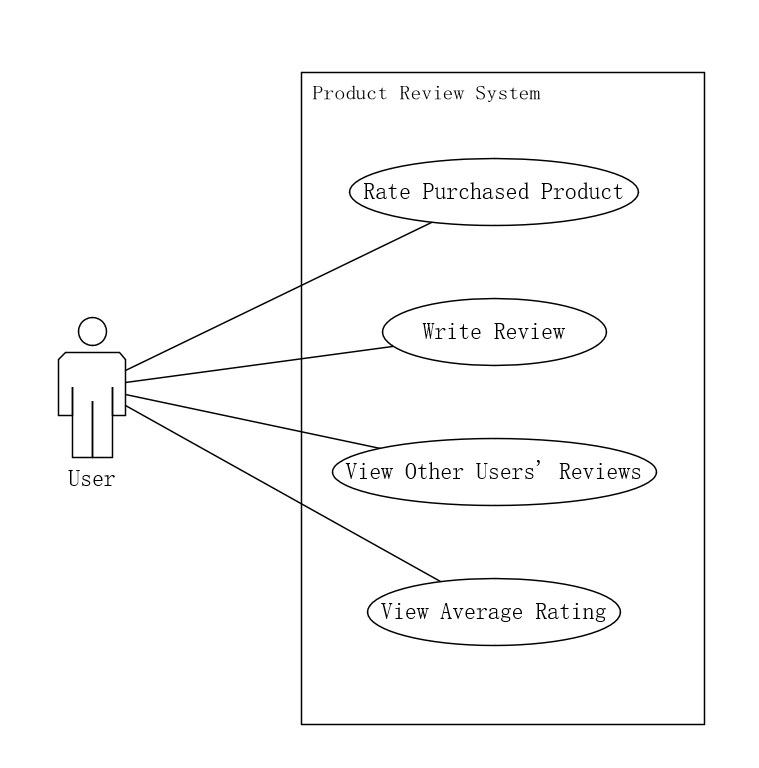 Product Review System
Rate Purchased Product
Write Review
View Other Users' Reviews
User
View Average Rating